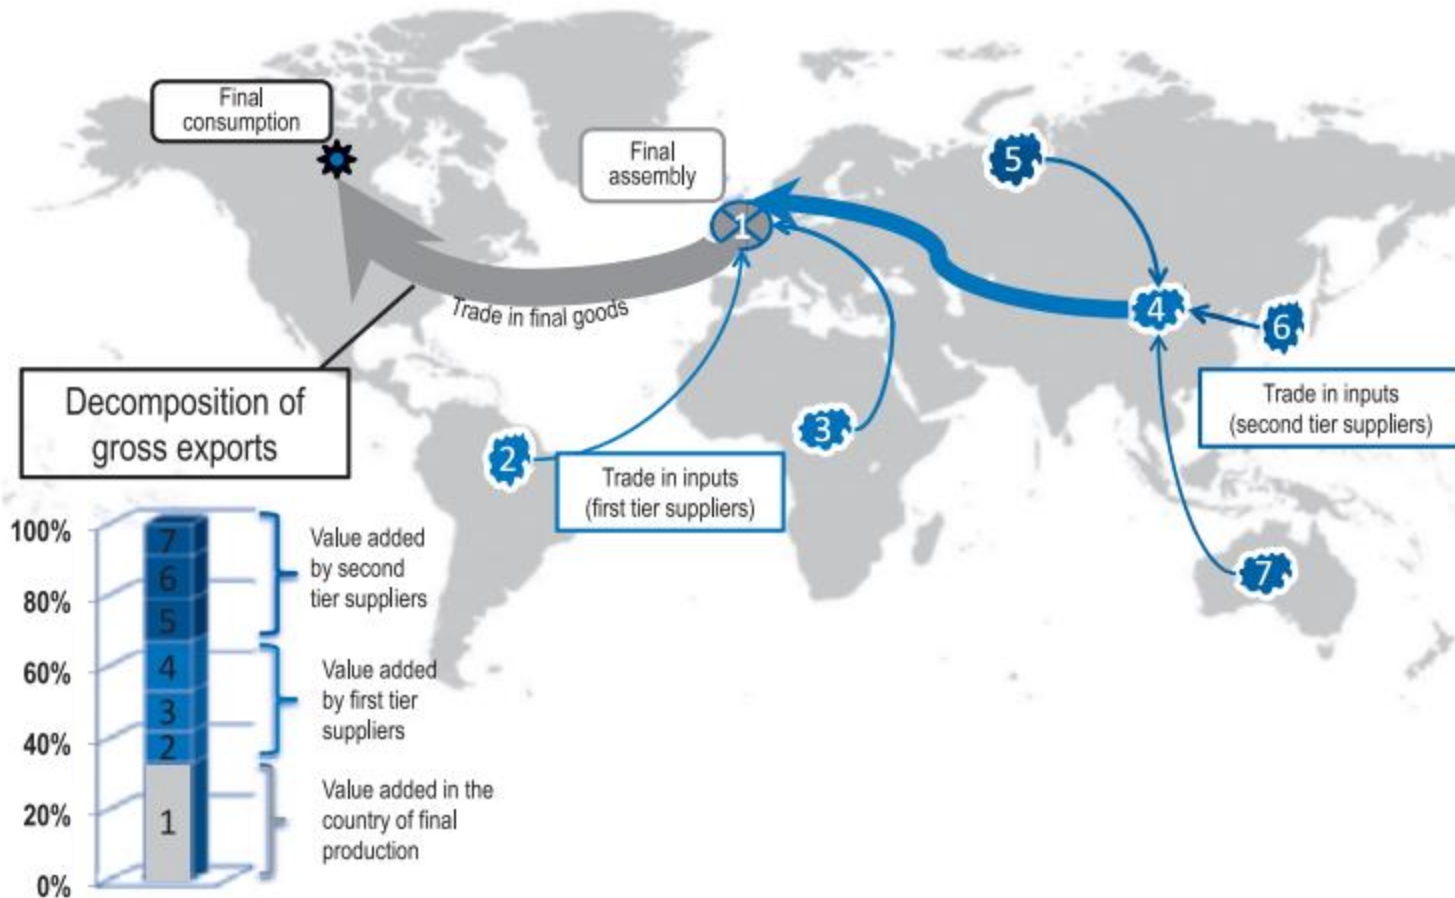 Final
consumption
Final
assembly
1
5
4
6
Trade in final goods
Decomposition of
gross exports
Trade in inputs
(second tier suppliers)
3
2
Trade in inputs
(first tier suppliers)
7
100%
80%
60%
40%
20%
0%
7
6
5
4
3
2
1
Value added
by second
tier suppliers
Value added
by first tier
suppliers
Value added in the
country of final
production